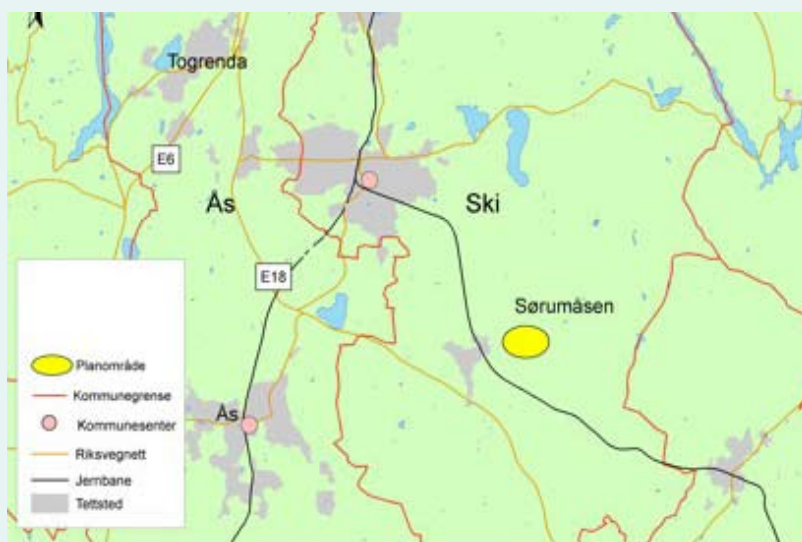 Togrenda
E6
Ås
Ski
E18
Sørumåsen
Ås
Planområde
Kommunegrense
Kommunesenter
Riksvegnett
Jernbane
Tettsted